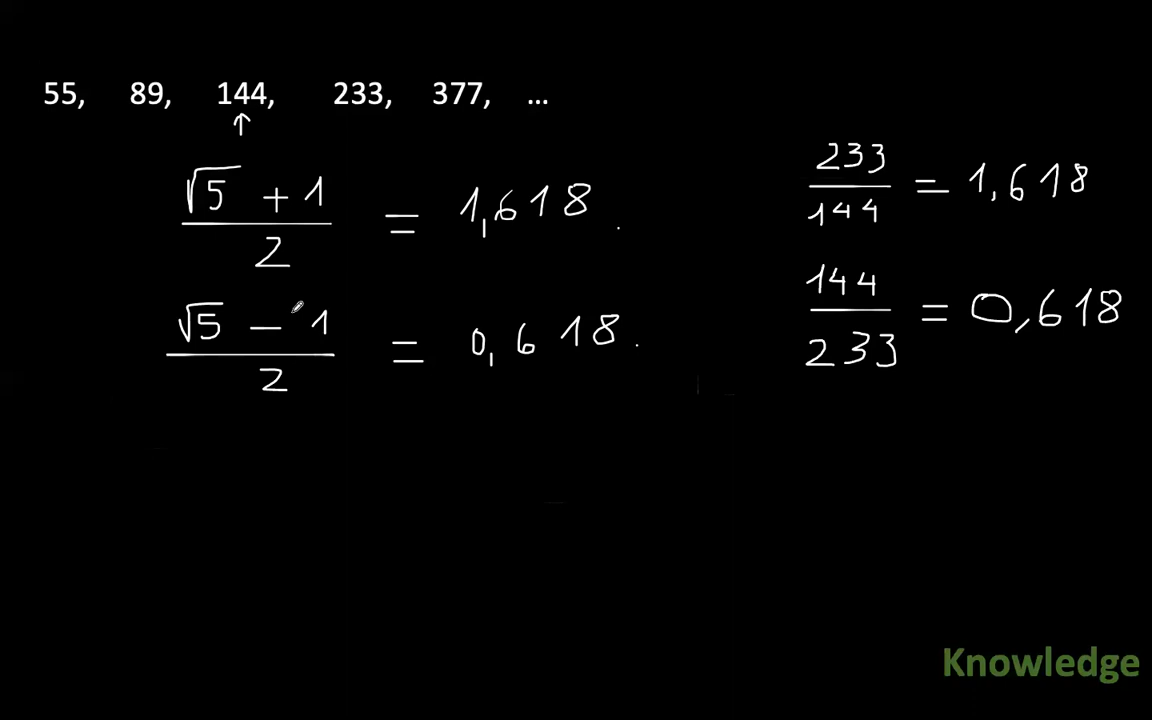 55, 89, 144, 233, 377, ...
↑
√5 + 1
2
= 1,618
√5 − 1
2
= 0,618
233
144
= 1,618
144
233
= 0,618
Knowledge